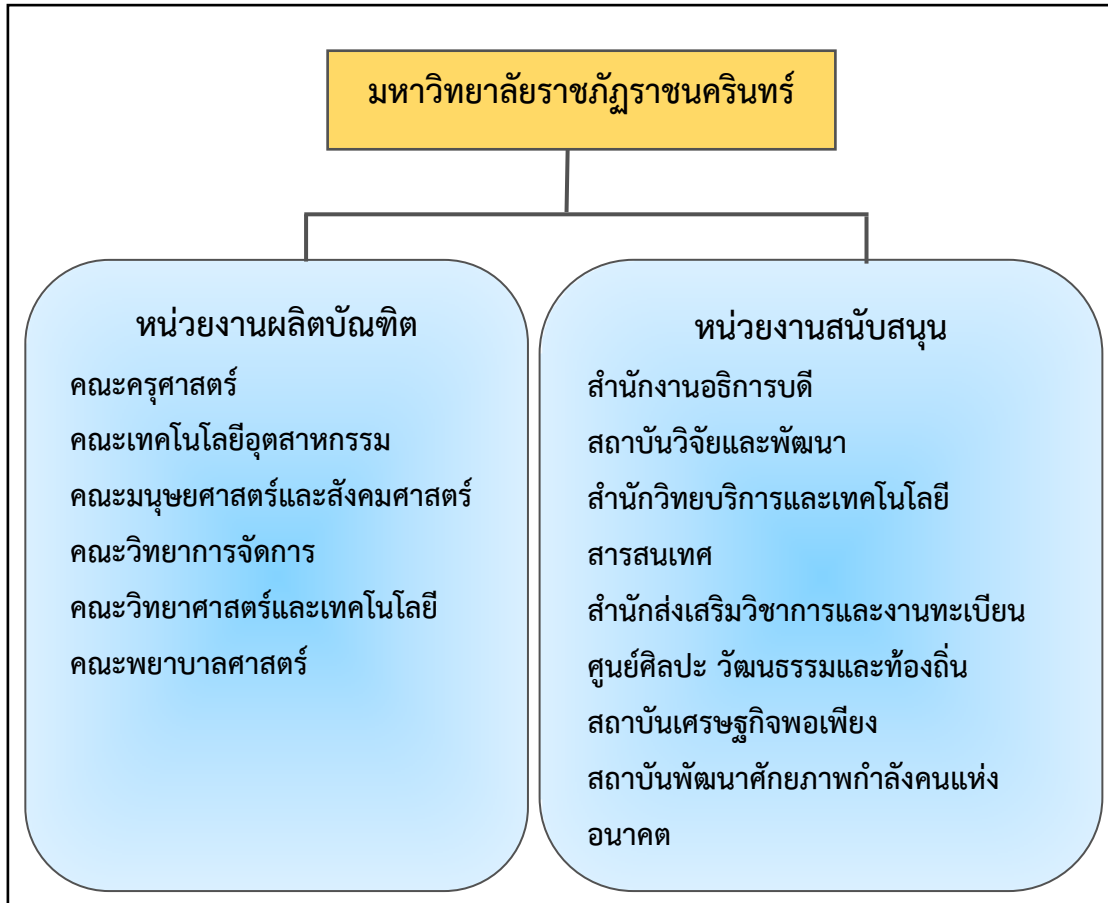 มหาวิทยาลัยราชภัฏราชนครินทร์
หน่วยงานผลิตบัณฑิต
คณะครุศาสตร์
คณะเทคโนโลยีอุตสาหกรรม
คณะมนุษยศาสตร์และสังคมศาสตร์
คณะวิทยาการจัดการ
คณะวิทยาศาสตร์และเทคโนโลยี
คณะพยาบาลศาสตร์
หน่วยงานสนับสนุน
สำนักงานอธิการบดี
สถาบันวิจัยและพัฒนา
สำนักวิทยบริการและเทคโนโลยี
สารสนเทศ
สำนักส่งเสริมวิชาการและงานทะเบียน
ศูนย์ศิลปะ วัฒนธรรมและท้องถิ่น
สถาบันเศรษฐกิจพอเพียง
สถาบันพัฒนาศักยภาพกำลังคนแห่ง
อนาคต